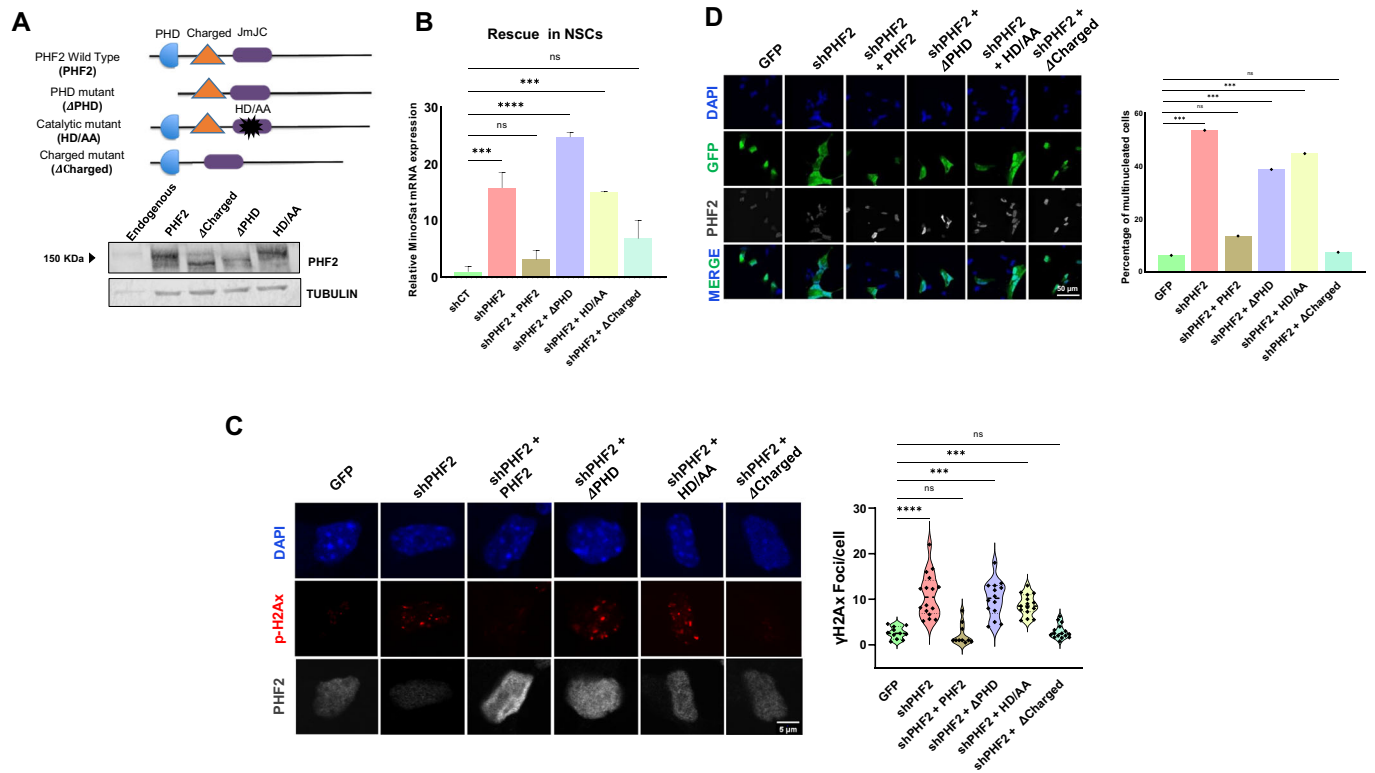 A
PHD
Charged
JmJC
PHF2 Wild Type
(PHF2)
PHD mutant
(ΔPHD)
HD/AA
Catalytic mutant
(HD/AA)
Charged mutant
(ΔCharged)
Endogenous
PHF2
ΔCharged
ΔPHD
HD/AA
150 KDa
PHF2
TUBULIN
B
Rescue in NSCs
ns
***
****
ns
***
Relative MinorSat mRNA expression
30
20
10
0
shCT
shPHF2
shPHF2 + PHF2
shPHF2 + ΔPHD
shPHF2 + HD/AA
shPHF2 + ΔCharged
D
GFP
shPHF2
shPHF2
+ PHF2
shPHF2 +
ΔPHD
shPHF2
+ HD/AA
shPHF2 +
ΔCharged
DAPI
GFP
PHF2
MERGE
50 µm
ns
***
***
ns
***
Percentage of multinucleated cells
60
40
20
0
GFP
shPHF2
shPHF2 + PHF2
shPHF2 + ΔPHD
shPHF2 + HD/AA
shPHF2 + ΔCharged
C
GFP
shPHF2
shPHF2 +
PHF2
shPHF2 +
ΔPHD
shPHF2 +
HD/AA
shPHF2 +
ΔCharged
DAPI
p-H2Ax
PHF2
5 µm
ns
***
***
ns
****
γH2Ax Foci/cell
30
20
10
0
GFP
shPHF2
shPHF2 + PHF2
shPHF2 + ΔPHD
shPHF2 + HD/AA
shPHF2 + ΔCharged